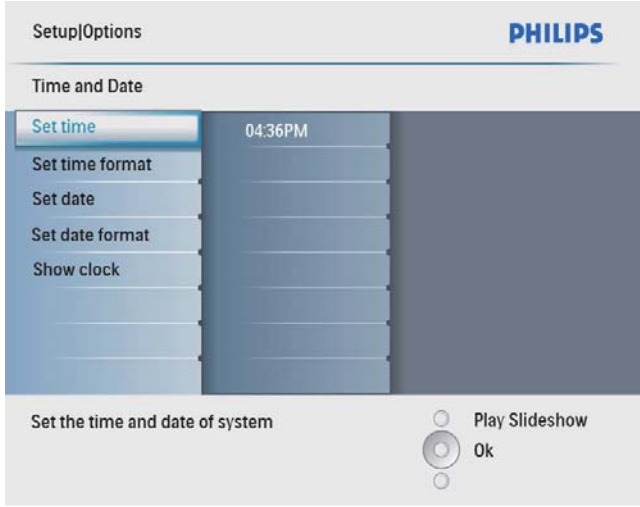 Setup|Options
PHILIPS
Time and Date
Set time
04:36PM
Set time format
Set date
Set date format
Show clock
Set the time and date of system
Play Slideshow
Ok